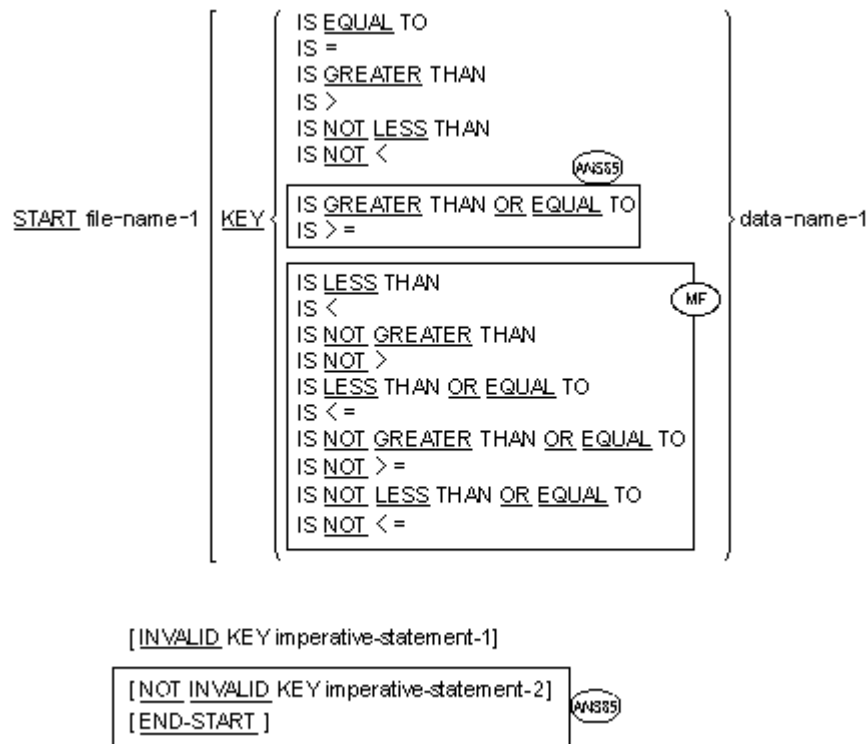 IS EQUAL TO
IS =
IS GREATER THAN
IS >
IS NOT LESS THAN
IS NOT <
ANS85
START file-name-1 [ KEY { IS GREATER THAN OR EQUAL TO } data-name-1
IS > =
IS LESS THAN
MF
IS <
IS NOT GREATER THAN
IS NOT >
IS LESS THAN OR EQUAL TO
IS < =
IS NOT GREATER THAN OR EQUAL TO
IS NOT > =
IS NOT LESS THAN OR EQUAL TO
IS NOT < =
[INVALID KEY imperative-statement-1]
[NOT INVALID KEY imperative-statement-2]
[END-START ]
ANS85